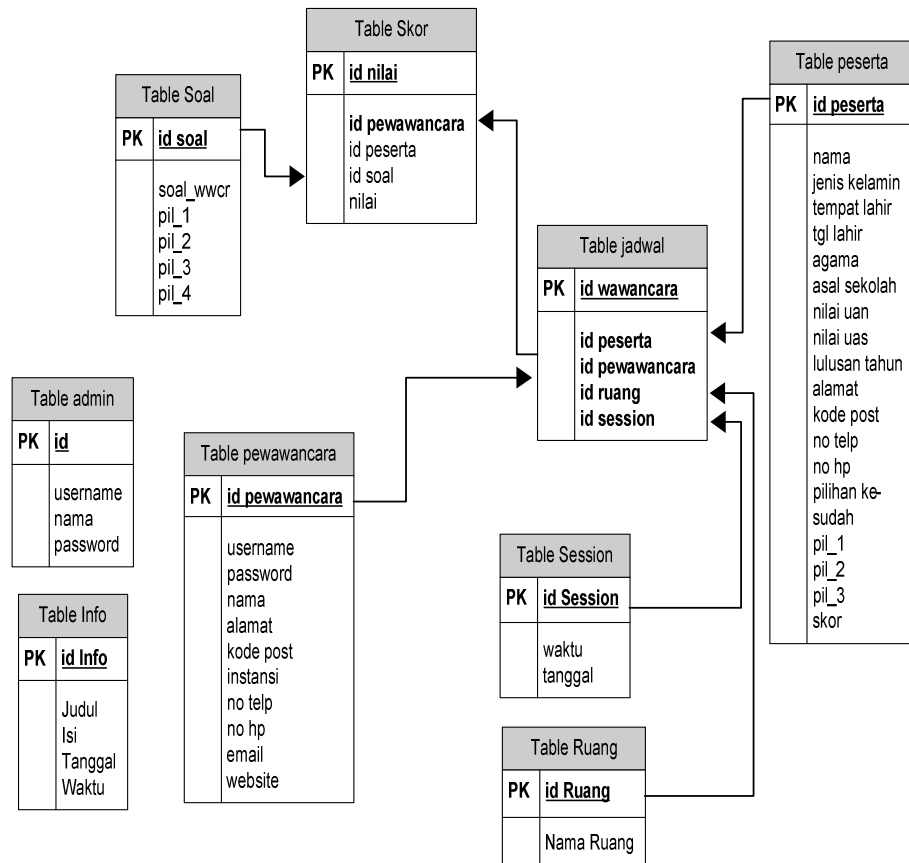 Table Skor
PK id nilai
id pewawancara
id peserta
id soal
nilai
Table Soal
PK id soal
soal_wwcr
pil_1
pil_2
pil_3
pil_4
Table peserta
PK id peserta
nama
jenis kelamin
tempat lahir
tgl lahir
agama
asal sekolah
nilai uan
nilai uas
lulusan tahun
alamat
kode post
no telp
no hp
pilihan ke-
sudah
pil_1
pil_2
pil_3
skor
Table jadwal
PK id wawancara
id peserta
id pewawancara
id ruang
id session
Table admin
PK id
username
nama
password
Table pewawancara
PK id pewawancara
username
password
nama
alamat
kode post
instansi
no telp
no hp
email
website
Table Info
PK id Info
Judul
Isi
Tanggal
Waktu
Table Session
PK id Session
waktu
tanggal
Table Ruang
PK id Ruang
Nama Ruang